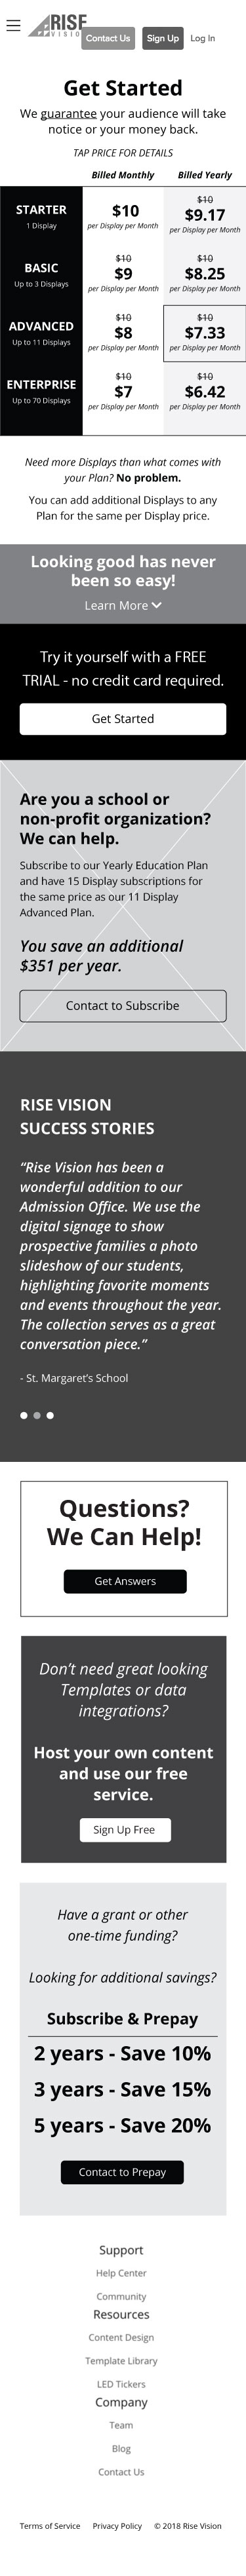 RISE
VISION
Contact Us
Sign Up
Log In
Get Started
We guarantee your audience will take
notice or your money back.
TAP PRICE FOR DETAILS
Billed Monthly
Billed Yearly
STARTER
1 Display
$10
per Display per Month
$10
$9.17
per Display per Month
BASIC
Up to 3 Displays
$10
$9
per Display per Month
$10
$8.25
per Display per Month
ADVANCED
Up to 11 Displays
$10
$8
per Display per Month
$10
$7.33
per Display per Month
ENTERPRISE
Up to 70 Displays
$10
$7
per Display per Month
$10
$6.42
per Display per Month
Need more Displays than what comes with
your Plan? No problem.
You can add additional Displays to any
Plan for the same per Display price.
Looking good has never
been so easy!
Learn More
Try it yourself with a FREE
TRIAL - no credit card required.
Get Started
Are you a school or
non-profit organization?
We can help.
Subscribe to our Yearly Education Plan
and have 15 Display subscriptions for
the same price as our 11 Display
Advanced Plan.
You save an additional
$351 per year.
Contact to Subscribe
RISE VISION
SUCCESS STORIES
“Rise Vision has been a
wonderful addition to our
Admission Office. We use the
digital signage to show
prospective families a photo
slideshow of our students,
highlighting favorite moments
and events throughout the year.
The collection serves as a great
conversation piece.”
- St. Margaret's School
Questions?
We Can Help!
Get Answers
Don't need great looking
Templates or data
integrations?
Host your own content
and use our free
service.
Sign Up Free
Have a grant or other
one-time funding?
Looking for additional savings?
Subscribe & Prepay
2 years - Save 10%
3 years - Save 15%
5 years - Save 20%
Contact to Prepay
Support
Help Center
Community
Resources
Content Design
Template Library
LED Tickers
Company
Team
Blog
Contact Us
Terms of Service
Privacy Policy
© 2018 Rise Vision